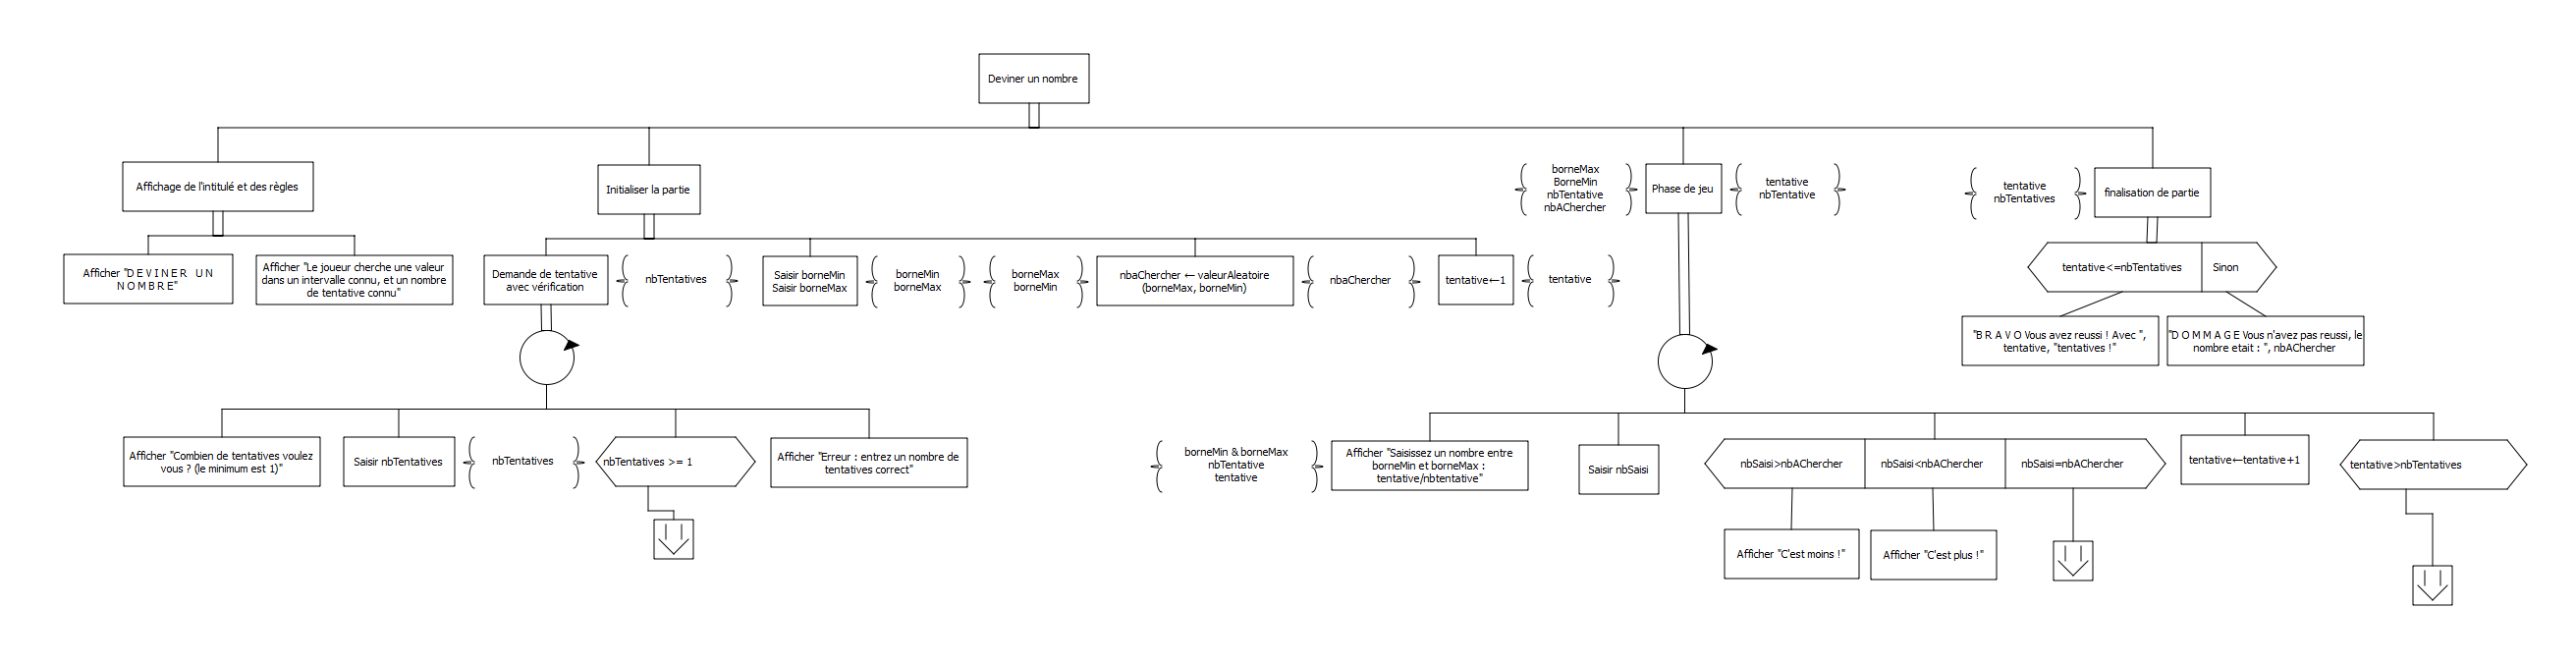 Deviner un nombre
Affichage de l'intitulé et des règles
Initialiser la partie
borneMax
BorneMin
nbTentative
nbAChercher
Phase de jeu
tentative
nbTentative
tentative
nbTentatives
finalisation de partie
Afficher "D E V I N E R   U N
N O M B R E"
Afficher "Le joueur cherche une valeur
dans un intervalle connu, et un nombre
de tentative connu"
Demande de tentative
avec vérification
nbTentatives
Saisir borneMin
Saisir borneMax
borneMin
borneMax
borneMax
borneMin
nbaChercher ← valeurAleatoire
(borneMax, borneMin)
nbaChercher
tentative←1
tentative
tentative<=nbTentatives
Sinon
"B R A V O Vous avez reussi ! Avec ",
tentative, "tentatives !"
"D O M M A G E Vous n'avez pas reussi, le
nombre etait : ", nbAChercher
Afficher "Combien de tentatives voulez
vous ? (le minimum est 1)"
Saisir nbTentatives
nbTentatives
nbTentatives >= 1
Afficher "Erreur : entrez un nombre de
tentatives correct"
borneMin & borneMax
nbTentative
tentative
Afficher "Saisissez un nombre entre
borneMin et borneMax :
tentative/nbtentative"
Saisir nbSaisi
nbSaisi>nbAChercher
nbSaisi<nbAChercher
nbSaisi=nbAChercher
tentative←tentative+1
tentative>nbTentatives
Afficher "C'est moins !"
Afficher "C'est plus !"